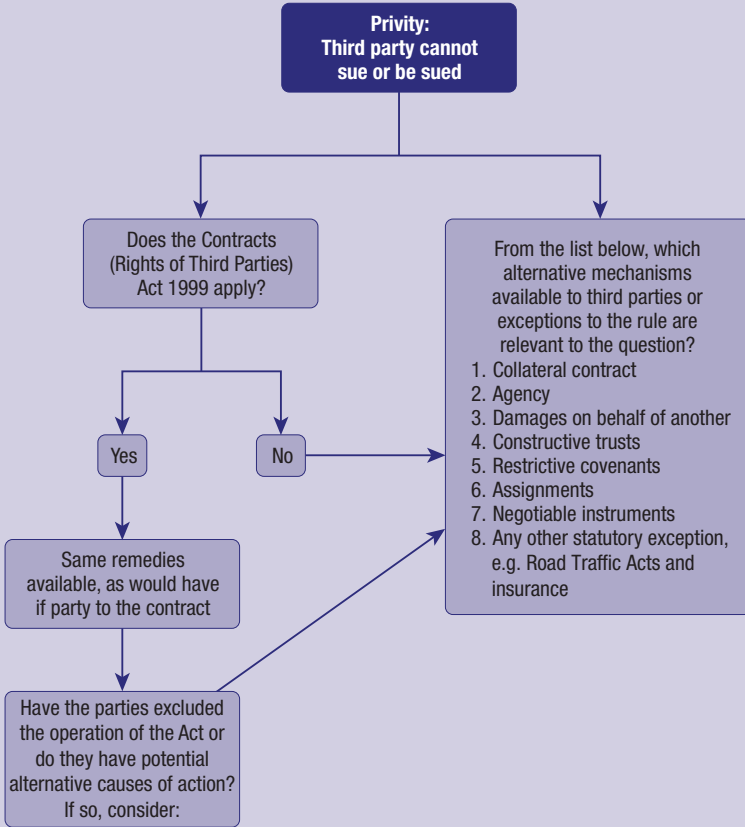 Privity:
Third party cannot
sue or be sued
Does the Contracts
(Rights of Third Parties)
Act 1999 apply?
Yes
No
Same remedies
available, as would have
if party to the contract
Have the parties excluded
the operation of the Act or
do they have potential
alternative causes of action?
If so, consider:
From the list below, which
alternative mechanisms
available to third parties or
exceptions to the rule are
relevant to the question?
1. Collateral contract
2. Agency
3. Damages on behalf of another
4. Constructive trusts
5. Restrictive covenants
6. Assignments
7. Negotiable instruments
8. Any other statutory exception,
e.g. Road Traffic Acts and
insurance